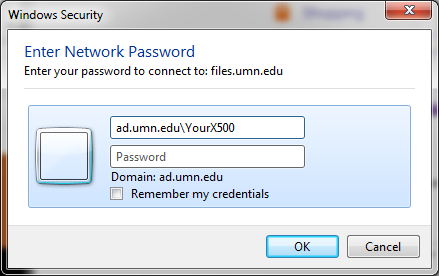 Windows Security
Enter Network Password
Enter your password to connect to: files.umn.edu
ad.umn.edu\YourX500
Password
Domain: ad.umn.edu
Remember my credentials
OK
Cancel